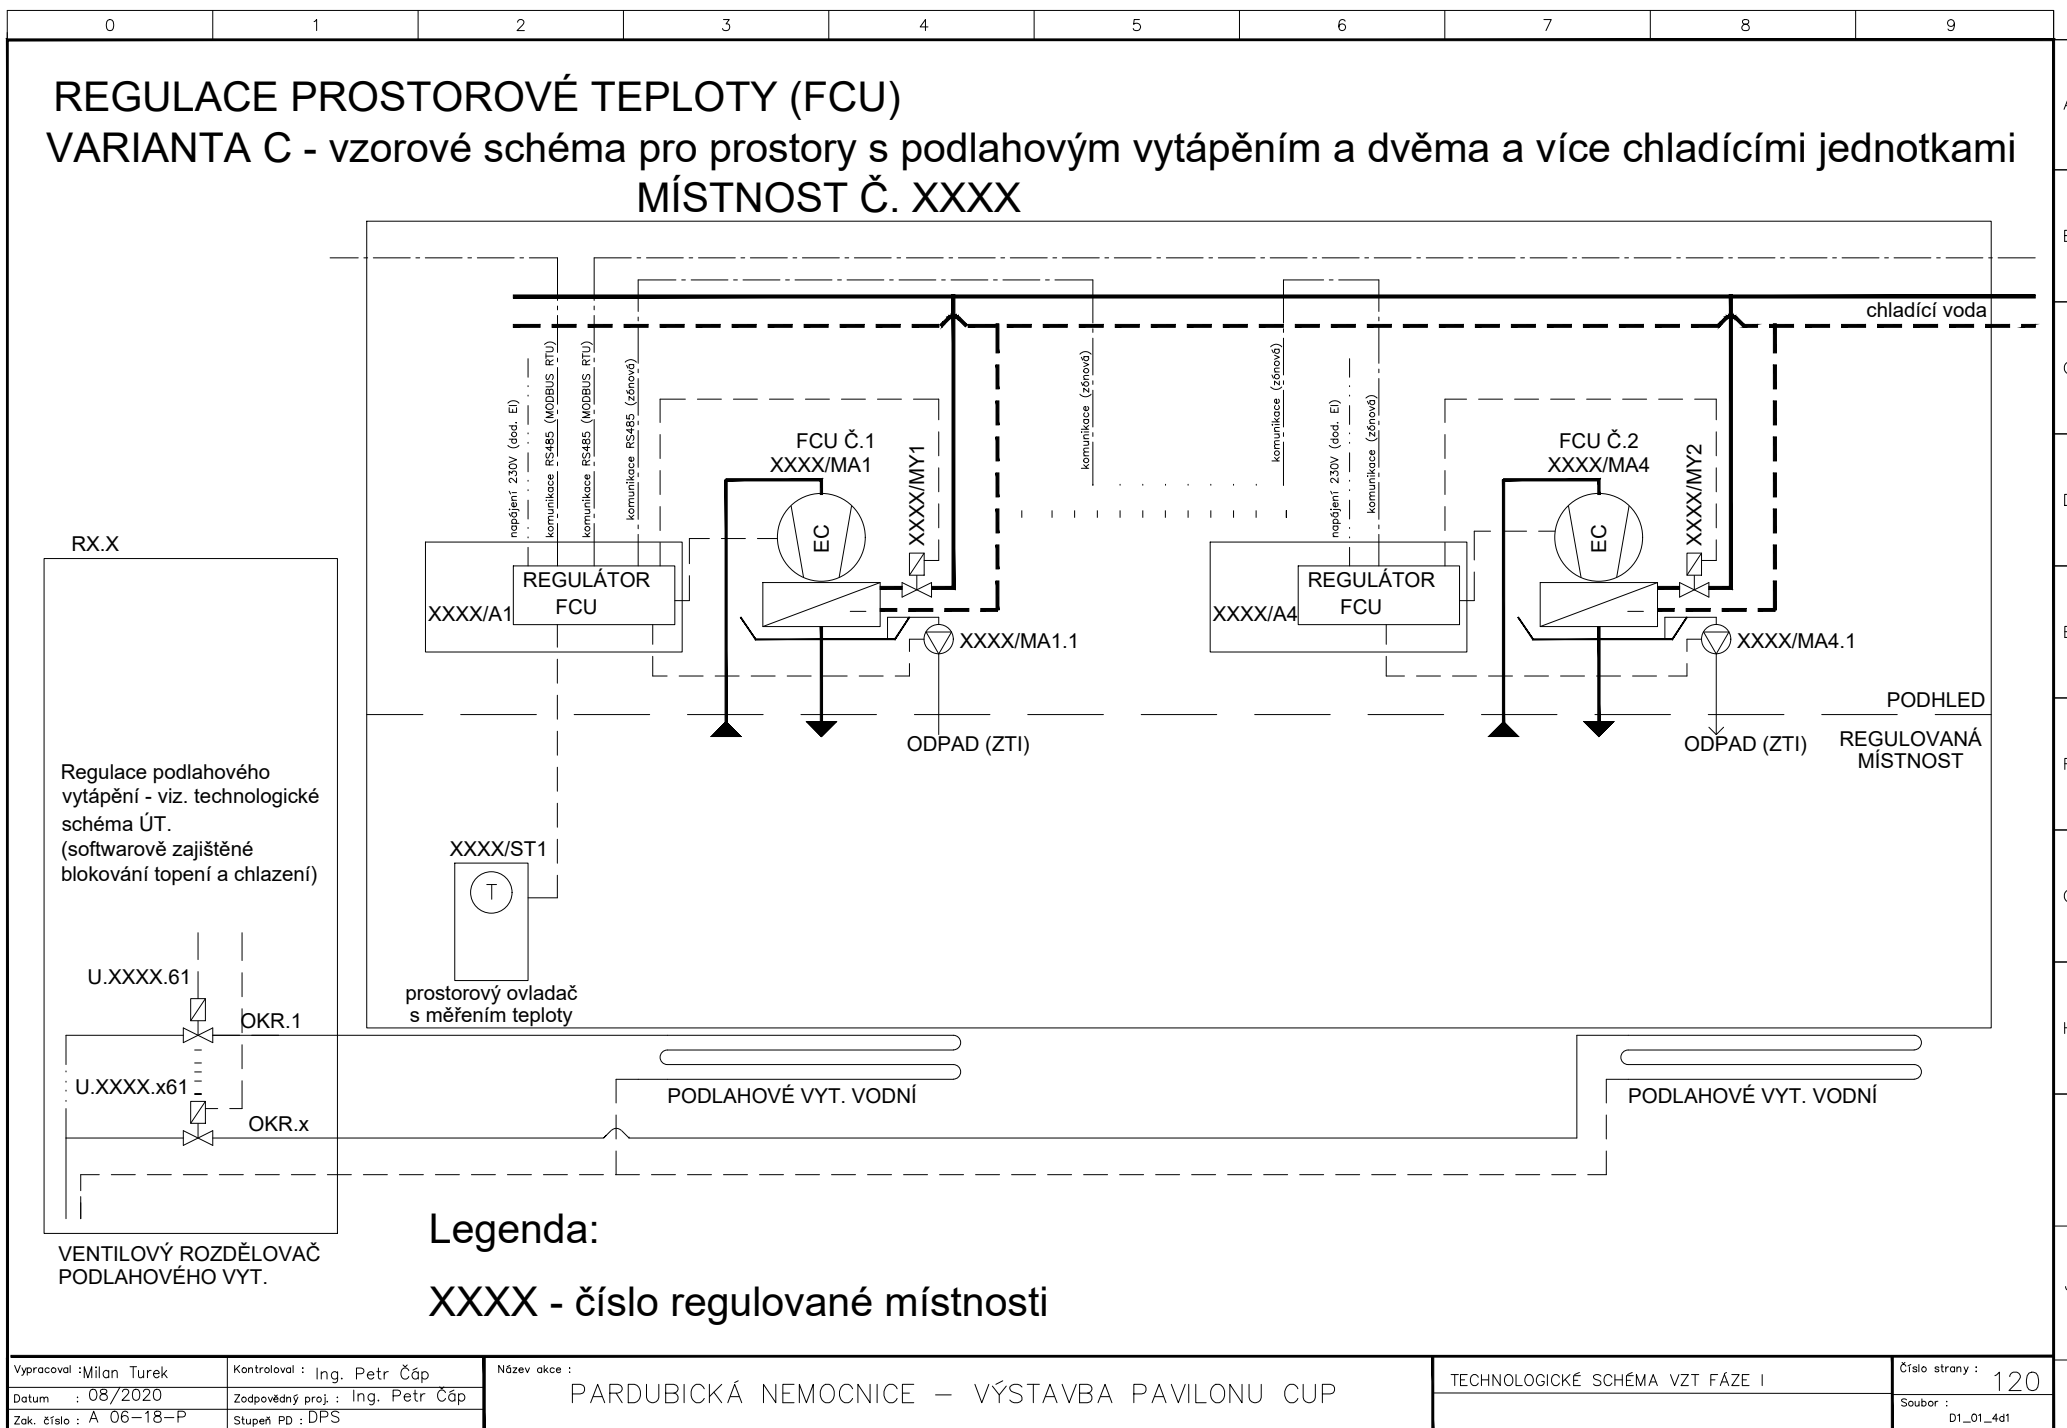 0 1 2 3 4 5 6 7 8 9
REGULACE PROSTOROVÉ TEPLOTY (FCU)
VARIANTA C - vzorové schéma pro prostory s podlahovým vytápěním a dvěma a více chladícími jednotkami
MÍSTNOST Č. XXXX
chladící voda
napájení 230V (dod. El)
komunikace RS485 (MODBUS RTU)
komunikace RS485 (MODBUS RTU)
komunikace RS485 (zónová)
komunikace (zónová)
komunikace (zónová)
napájení 230V (dod. El)
komunikace (zónová)
FCU Č.1
XXXX/MA1
XXXX/MY1
EC
FCU Č.2
XXXX/MA4
XXXX/MY2
EC
RX.X
REGULÁTOR
FCU
XXXX/A1
XXXX/MA1.1
REGULÁTOR
FCU
XXXX/A4
XXXX/MA4.1
PODHLED
ODPAD (ZTI)
ODPAD (ZTI)
REGULOVANÁ
MÍSTNOST
Regulace podlahového
vytápění - viz. technologické
schéma ÚT.
(softwarově zajištěné
blokování topení a chlazení)
XXXX/ST1
T
prostorový ovladač
s měřením teploty
U.XXXX.61
OKR.1
U.XXXX.x61
OKR.x
PODLAHOVÉ VYT. VODNÍ
PODLAHOVÉ VYT. VODNÍ
VENTILOVÝ ROZDĚLOVAČ
PODLAHOVÉHO VYT.
Legenda:
XXXX - číslo regulované místnosti
Vypracoval : Milan Turek
Datum : 08/2020
Zak. číslo : A 06-18-P
Kontroloval : Ing. Petr Čáp
Zodpovědný proj. : Ing. Petr Čáp
Stupeň PD : DPS
Název akce :
PARDUBICKÁ NEMOCNICE – VÝSTAVBA PAVILONU CUP
TECHNOLOGICKÉ SCHÉMA VZT FÁZE I
Číslo strany : 120
Soubor :
D1_01_4d1